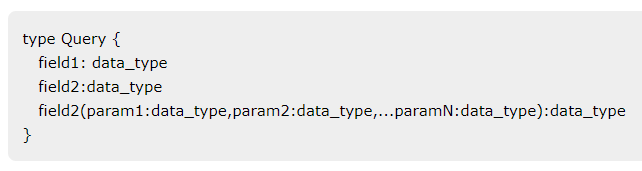 type Query {
field1: data_type
field2:data_type
field2(param1:data_type,param2:data_type,...paramN:data_type):data_type
}